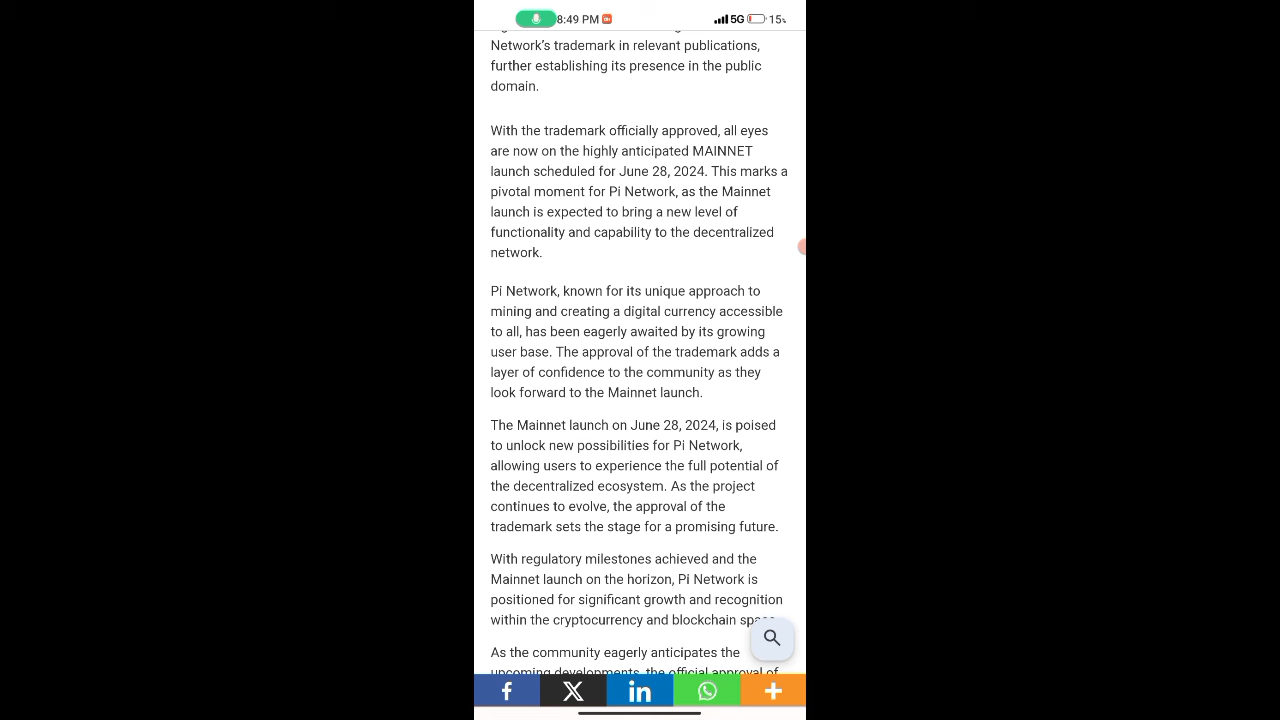 8:49 PM
5G 15%
Network's trademark in relevant publications,
further establishing its presence in the public
domain.
With the trademark officially approved, all eyes
are now on the highly anticipated MAINNET
launch scheduled for June 28, 2024. This marks a
pivotal moment for Pi Network, as the Mainnet
launch is expected to bring a new level of
functionality and capability to the decentralized
network.
Pi Network, known for its unique approach to
mining and creating a digital currency accessible
to all, has been eagerly awaited by its growing
user base. The approval of the trademark adds a
layer of confidence to the community as they
look forward to the Mainnet launch.
The Mainnet launch on June 28, 2024, is poised
to unlock new possibilities for Pi Network,
allowing users to experience the full potential of
the decentralized ecosystem. As the project
continues to evolve, the approval of the
trademark sets the stage for a promising future.
With regulatory milestones achieved and the
Mainnet launch on the horizon, Pi Network is
positioned for significant growth and recognition
within the cryptocurrency and blockchain
As the community eagerly anticipates the
upcoming developments, the official approval of